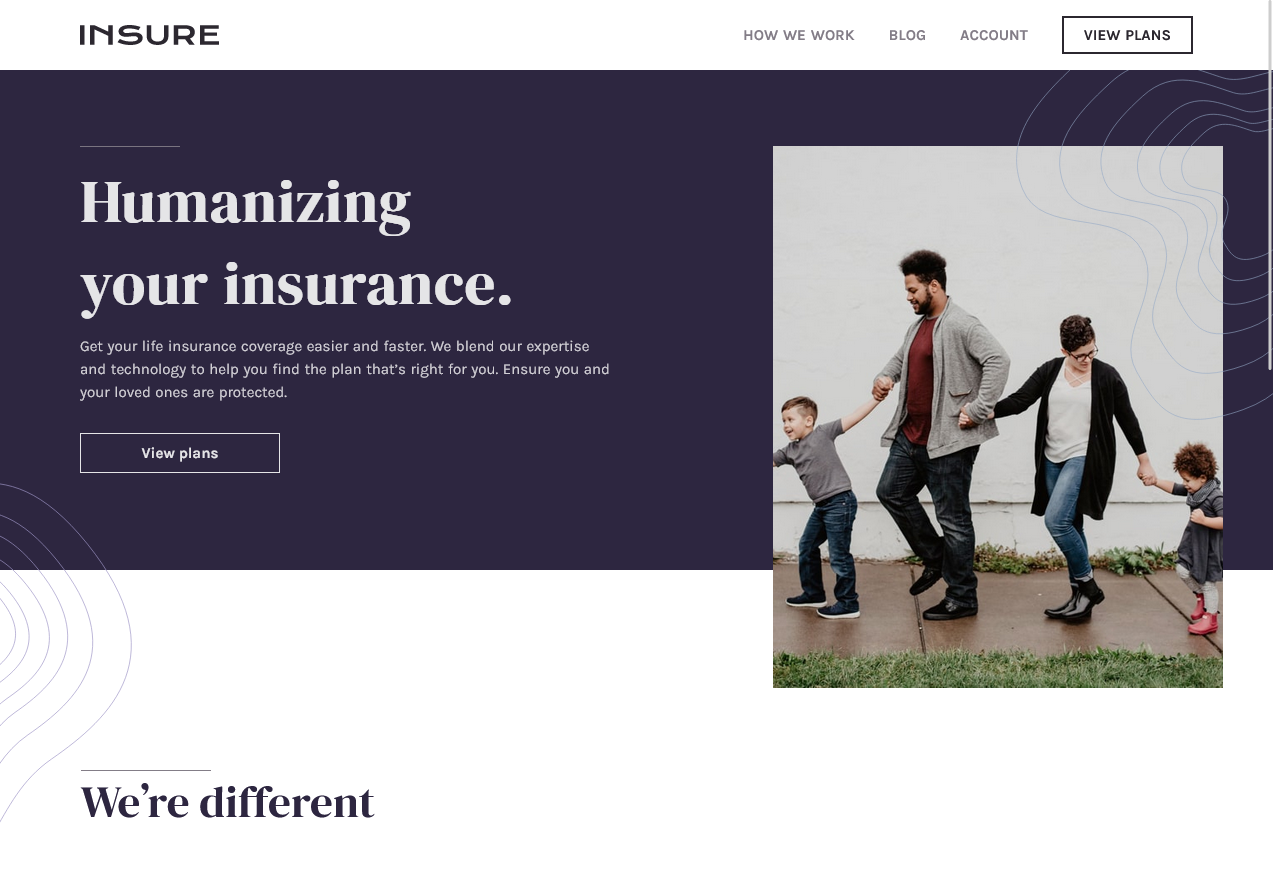 INSURE
HOW WE WORK
BLOG
ACCOUNT
VIEW PLANS
Humanizing
your insurance.
Get your life insurance coverage easier and faster. We blend our expertise
and technology to help you find the plan that’s right for you. Ensure you and
your loved ones are protected.
View plans
We’re different